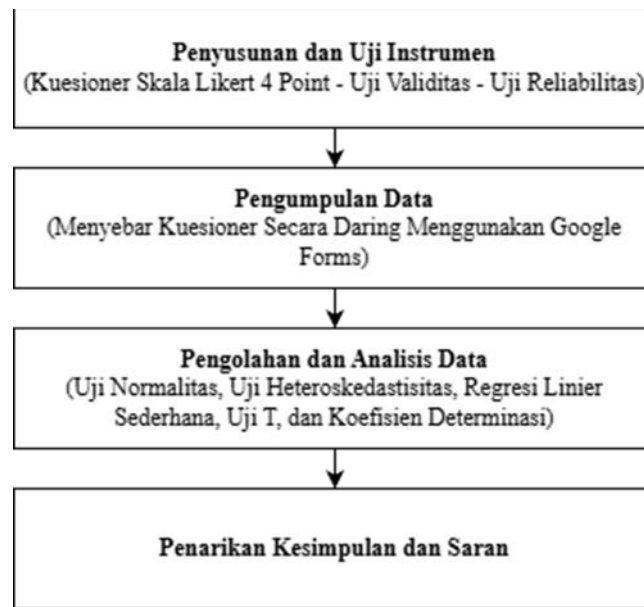 Penyusunan dan Uji Instrumen
(Kuesioner Skala Likert 4 Point - Uji Validitas - Uji Reliabilitas)
Pengumpulan Data
(Menyebar Kuesioner Secara Daring Menggunakan Google
Forms)
Pengolahan dan Analisis Data
(Uji Normalitas, Uji Heteroskedastisitas, Regresi Linier
Sederhana, Uji T, dan Koefisien Determinasi)
Penarikan Kesimpulan dan Saran